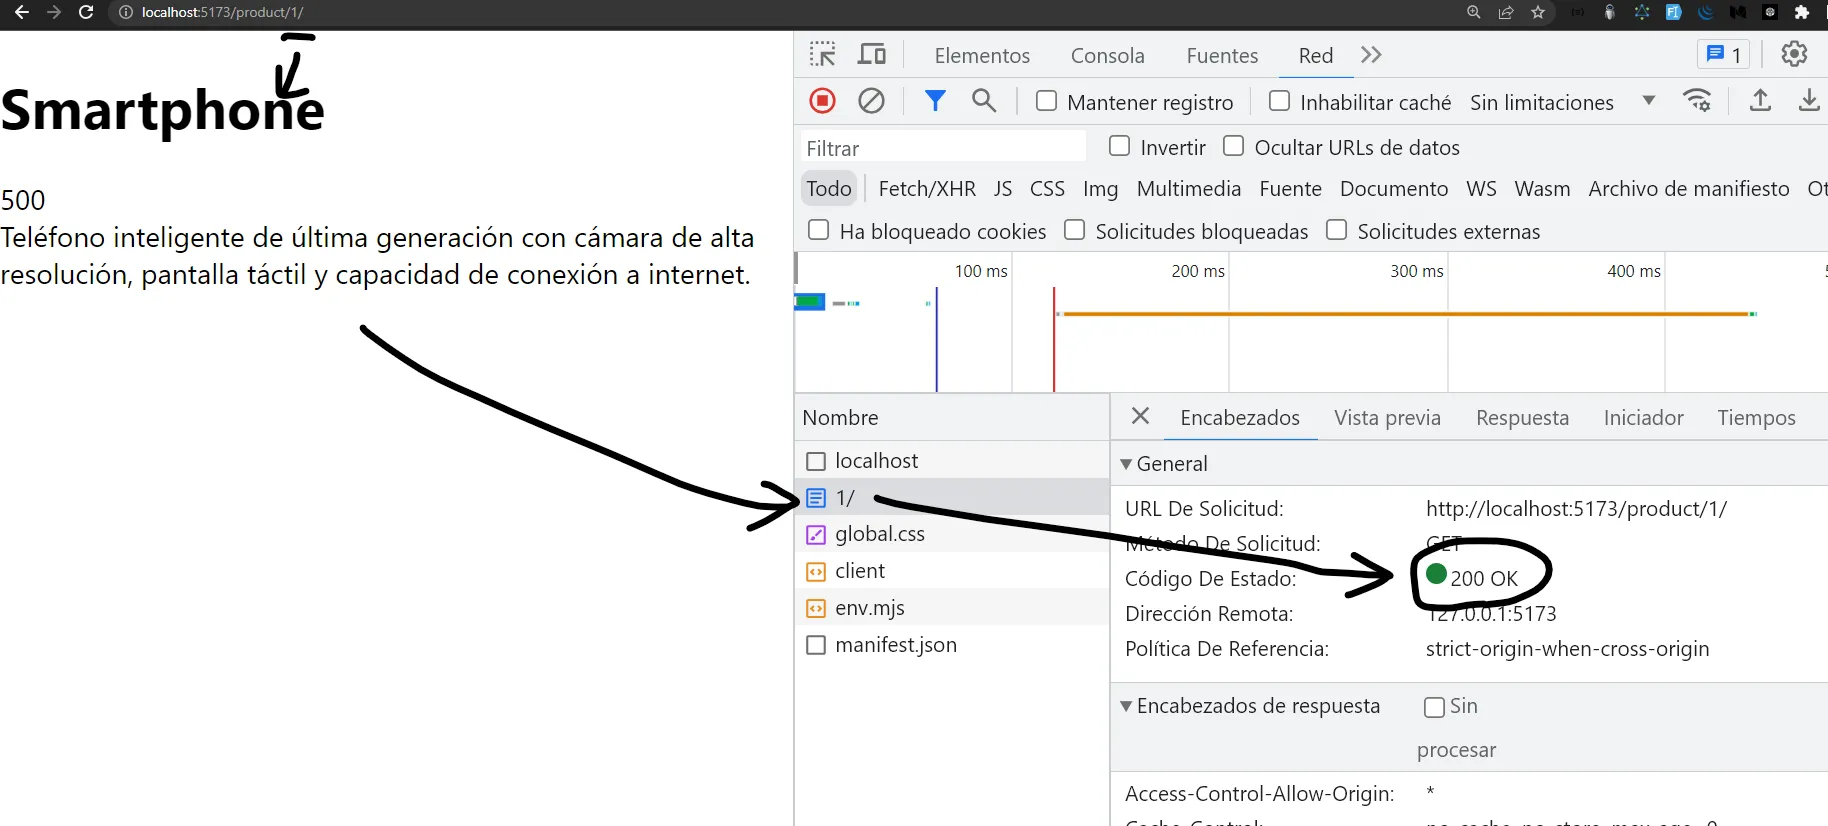 localhost:5173/product/1/
Smartphone
500
Teléfono inteligente de última generación con cámara de alta
resolución, pantalla táctil y capacidad de conexión a internet.
Elementos Consola Fuentes Red 1
Mantener registro Inhabilitar caché Sin limitaciones
Filtrar Invertir Ocultar URLs de datos
Todo Fetch/XHR JS CSS Img Multimedia Fuente Documento WS Wasm Archivo de manifiesto
Ha bloqueado cookies Solicitudes bloqueadas Solicitudes externas
100 ms 200 ms 300 ms 400 ms
Nombre
localhost
1/
global.css
client
env.mjs
manifest.json
Encabezados Vista previa Respuesta Iniciador Tiempos
General
URL De Solicitud: http://localhost:5173/product/1/
Método De Solicitud: GET
Código De Estado: 200 OK
Dirección Remota: 127.0.0.1:5173
Política De Referencia: strict-origin-when-cross-origin
Encabezados de respuesta Sin
procesar
Access-Control-Allow-Origin: *